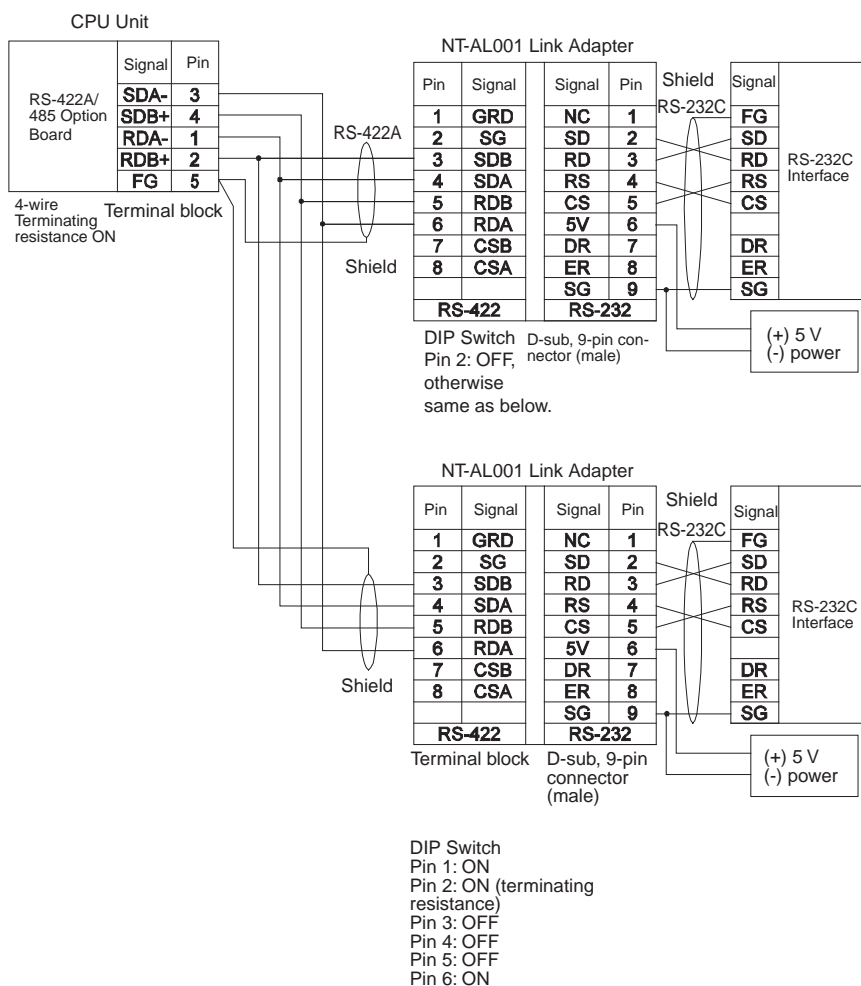 CPU Unit
Signal Pin
RS-422A/
485 Option
Board
SDA- 3
SDB+ 4
RDA- 1
RDB+ 2
FG 5
4-wire
Terminating
resistance ON
Terminal block
RS-422A
Shield
NT-AL001 Link Adapter
Pin Signal Signal Pin
1 GRD NC 1
2 SG SD 2
3 SDB RD 3
4 SDA RS 4
5 RDB CS 5
6 RDA 5V 6
7 CSB DR 7
8 CSA ER 8
SG 9
RS-422 RS-232
Shield
RS-232C
Signal
FG
SD
RD
RS
CS
DR
ER
SG
RS-232C
Interface
(+) 5 V
(-) power
DIP Switch
Pin 2: OFF,
otherwise
same as below.
D-sub, 9-pin con-
nector (male)
NT-AL001 Link Adapter
Pin Signal Signal Pin
1 GRD NC 1
2 SG SD 2
3 SDB RD 3
4 SDA RS 4
5 RDB CS 5
6 RDA 5V 6
7 CSB DR 7
8 CSA ER 8
SG 9
RS-422 RS-232
Shield
Shield
RS-232C
Signal
FG
SD
RD
RS
CS
DR
ER
SG
RS-232C
Interface
(+) 5 V
(-) power
Terminal block
D-sub, 9-pin
connector
(male)
DIP Switch
Pin 1: ON
Pin 2: ON (terminating
resistance)
Pin 3: OFF
Pin 4: OFF
Pin 5: OFF
Pin 6: ON